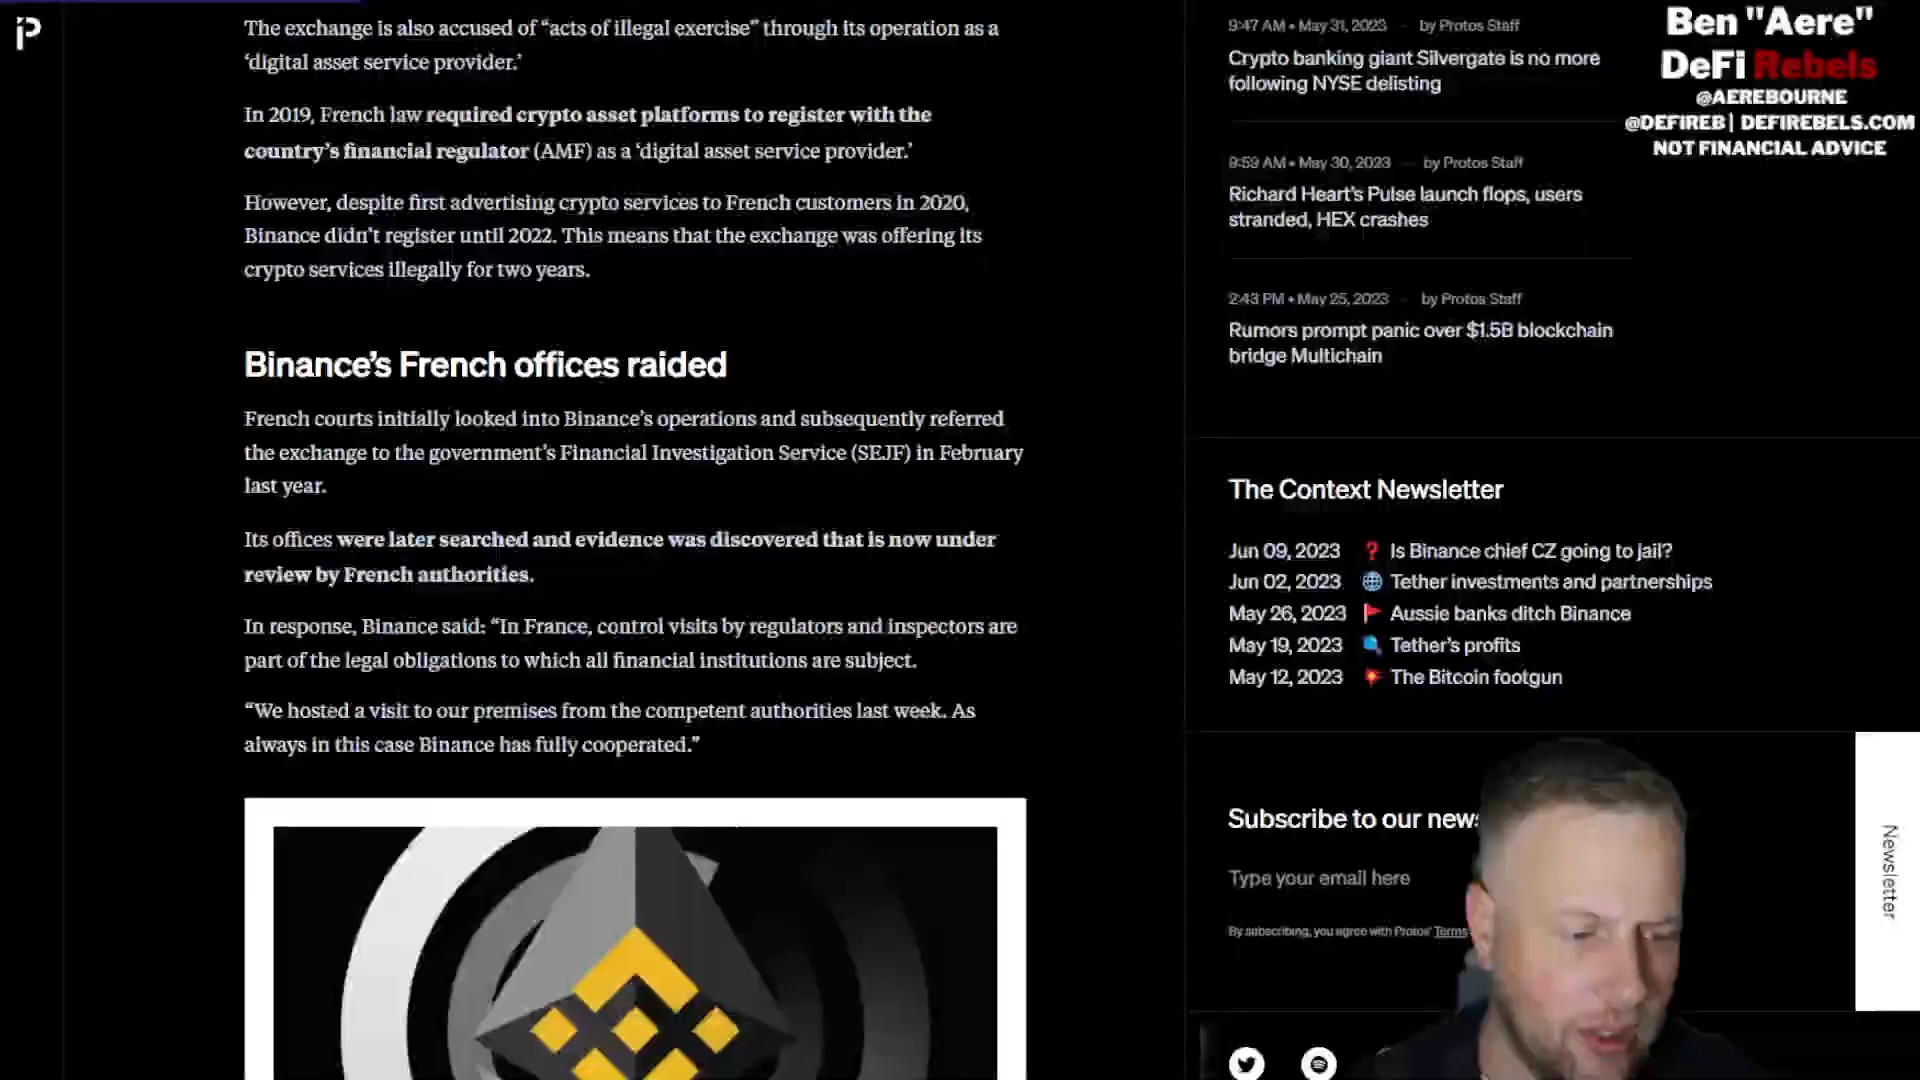 The exchange is also accused of “acts of illegal exercise” through its operation as a
‘digital asset service provider.’
In 2019, French law required crypto asset platforms to register with the
country’s financial regulator (AMF) as a ‘digital asset service provider.’
However, despite first advertising crypto services to French customers in 2020,
Binance didn’t register until 2022. This means that the exchange was offering its
crypto services illegally for two years.
Binance’s French offices raided
French courts initially looked into Binance’s operations and subsequently referred
the exchange to the government’s Financial Investigation Service (SEJF) in February
last year.
Its offices were later searched and evidence was discovered that is now under
review by French authorities.
In response, Binance said: “In France, control visits by regulators and inspectors are
part of the legal obligations to which all financial institutions are subject.
“We hosted a visit to our premises from the competent authorities last week. As
always in this case Binance has fully cooperated.”
9:47 AM • May 31, 2023 — by Protos Staff
Crypto banking giant Silvergate is no more
following NYSE delisting
9:59 AM • May 30, 2023 — by Protos Staff
Richard Heart’s Pulse launch flops, users
stranded, HEX crashes
2:43 PM • May 25, 2023 — by Protos Staff
Rumors prompt panic over $1.5B blockchain
bridge Multichain
The Context Newsletter
Jun 09, 2023 ❓ Is Binance chief CZ going to jail?
Jun 02, 2023 🌐 Tether investments and partnerships
May 26, 2023 🚩 Aussie banks ditch Binance
May 19, 2023 Tether’s profits
May 12, 2023 💥 The Bitcoin footgun
Subscribe to our news
Type your email here
By subscribing, you agree with Protos’ Terms
Newsletter
Ben "Aere"
DeFi Rebels
@AEREBOURNE
@DEFIREB | DEFIREBELS.COM
NOT FINANCIAL ADVICE